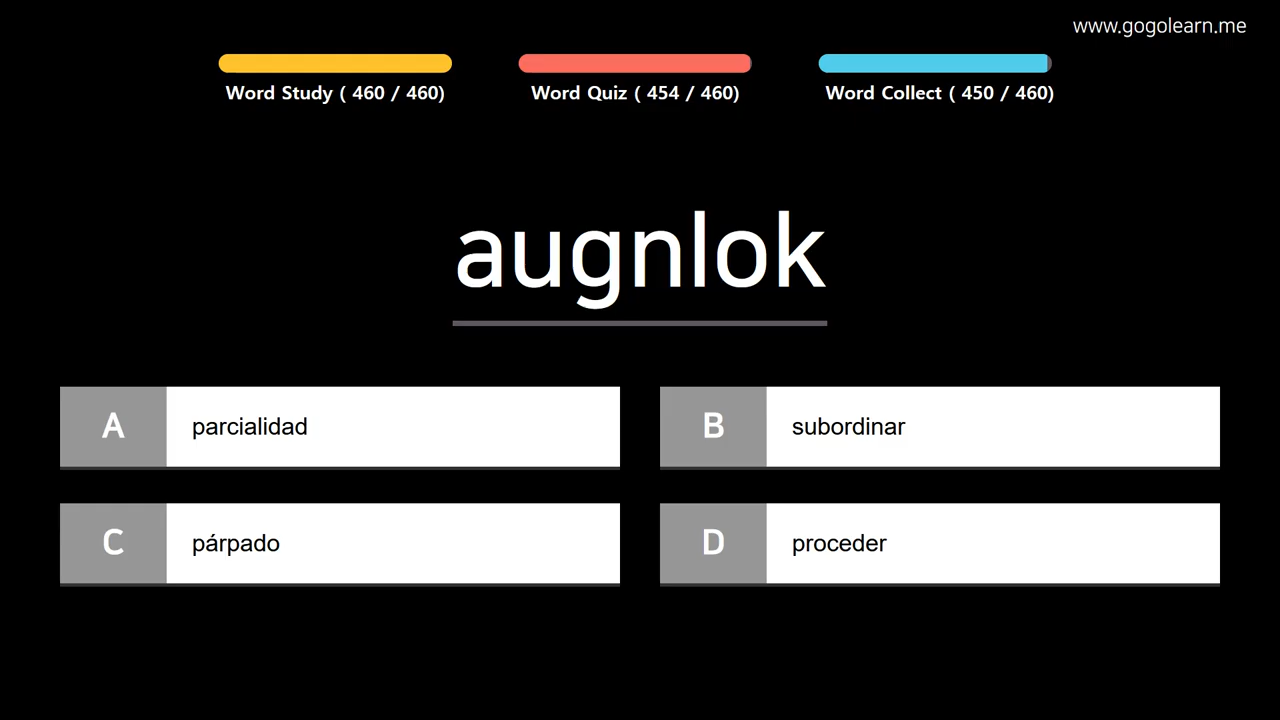 www.gogolearn.me
Word Study ( 460 / 460)
Word Quiz ( 454 / 460)
Word Collect ( 450 / 460)
augnlok
A parcialidad
B subordinar
C párpado
D proceder